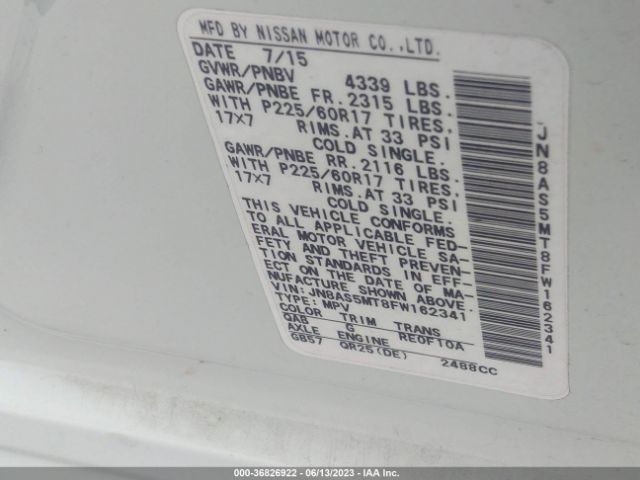 MFD BY NISSAN MOTOR CO.,LTD.
DATE 7/15
GVWR/PNBV 4339 LBS.
GAWR/PNBE FR. 2315 LBS.
WITH P225/60R17 TIRES,
17X7 RIMS.AT 33 PSI
COLD SINGLE.
GAWR/PNBE RR. 2116 LBS.
WITH P225/60R17 TIRES,
17X7 RIMS.AT 33 PSI
COLD SINGLE.
THIS VEHICLE CONFORMS
TO ALL APPLICABLE FED-
ERAL MOTOR VEHICLE SA-
FETY AND THEFT PREVEN-
TION STANDARDS IN EFF-
ECT ON THE DATE OF MA-
NUFACTURE SHOWN ABOVE.
VIN: JN8AS5MT8FW162341
TYPE: MPV
COLOR TRIM TRANS
QAB G RE0F10A
AXLE ENGINE
GB57 QR25(DE) 2488CC
JN8AS5MT8FW162341
000-36826922 - 06/13/2023 - IAA Inc.